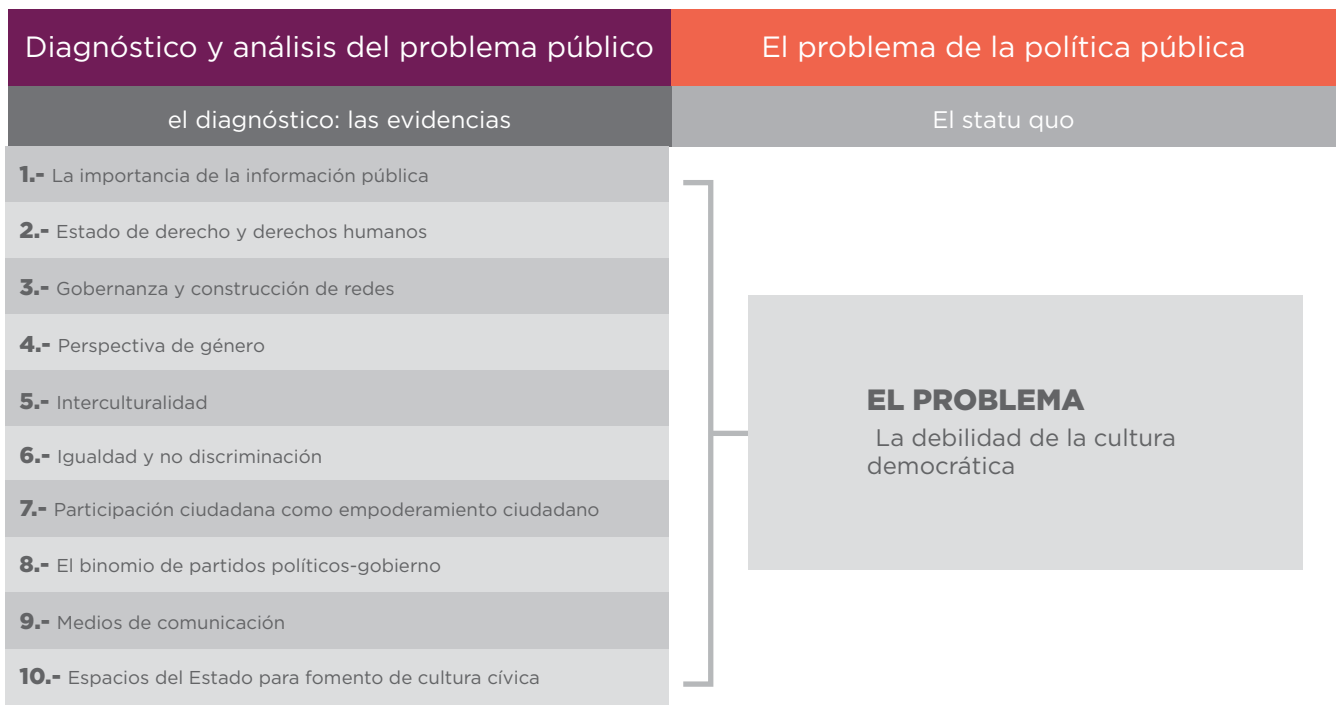 Diagnóstico y análisis del problema público
El problema de la política pública
el diagnóstico: las evidencias
El statu quo
1.- La importancia de la información pública
2.- Estado de derecho y derechos humanos
3.- Gobernanza y construcción de redes
4.- Perspectiva de género
5.- Interculturalidad
6.- Igualdad y no discriminación
7.- Participación ciudadana como empoderamiento ciudadano
8.- El binomio de partidos políticos-gobierno
9.- Medios de comunicación
10.- Espacios del Estado para fomento de cultura cívica
EL PROBLEMA
La debilidad de la cultura
democrática